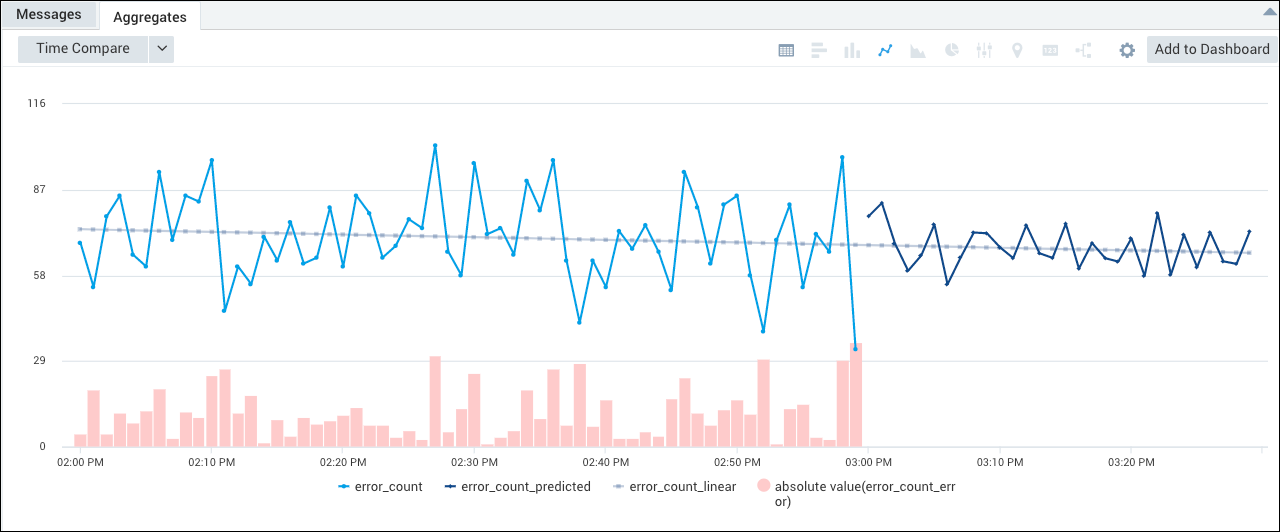 Messages
Aggregates
Time Compare
Add to Dashboard
116
87
58
29
0
02:00 PM 02:10 PM 02:20 PM 02:30 PM 02:40 PM 02:50 PM 03:00 PM 03:10 PM 03:20 PM
error_count error_count_predicted error_count_linear absolute value(error_count_err
or)